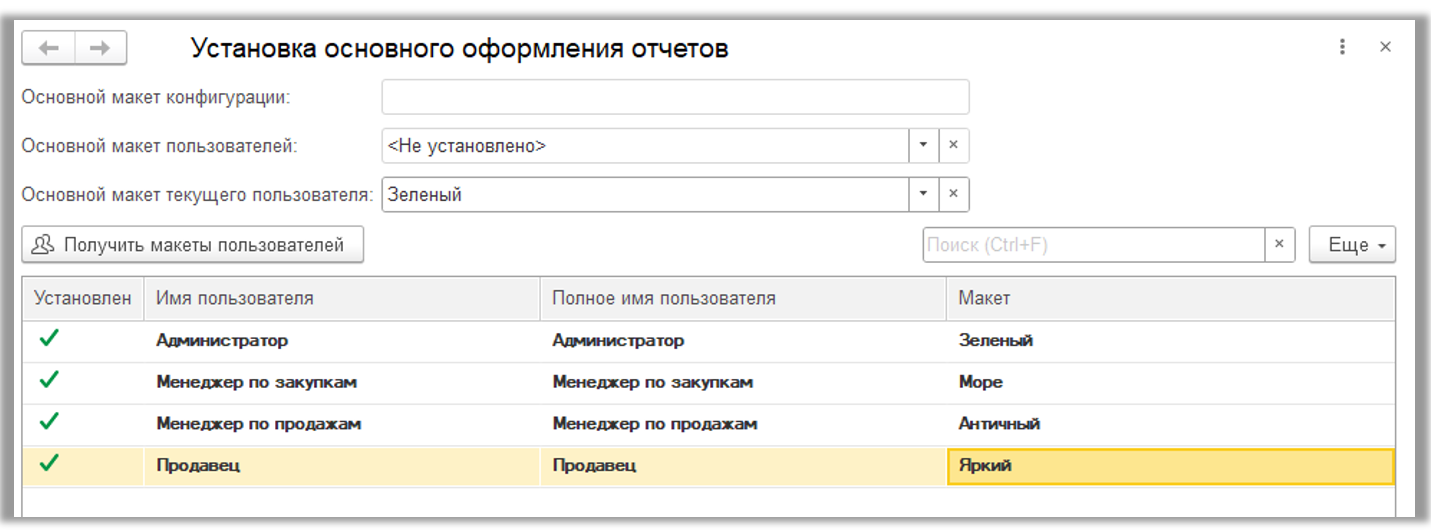 Установка основного оформления отчетов
Основной макет конфигурации:
Основной макет пользователей: <Не установлено>
Основной макет текущего пользователя: Зеленый
Получить макеты пользователей Поиск (Ctrl+F) Еще
Установлен Имя пользователя Полное имя пользователя Макет
Администратор Администратор Зеленый
Менеджер по закупкам Менеджер по закупкам Море
Менеджер по продажам Менеджер по продажам Античный
Продавец Продавец Яркий